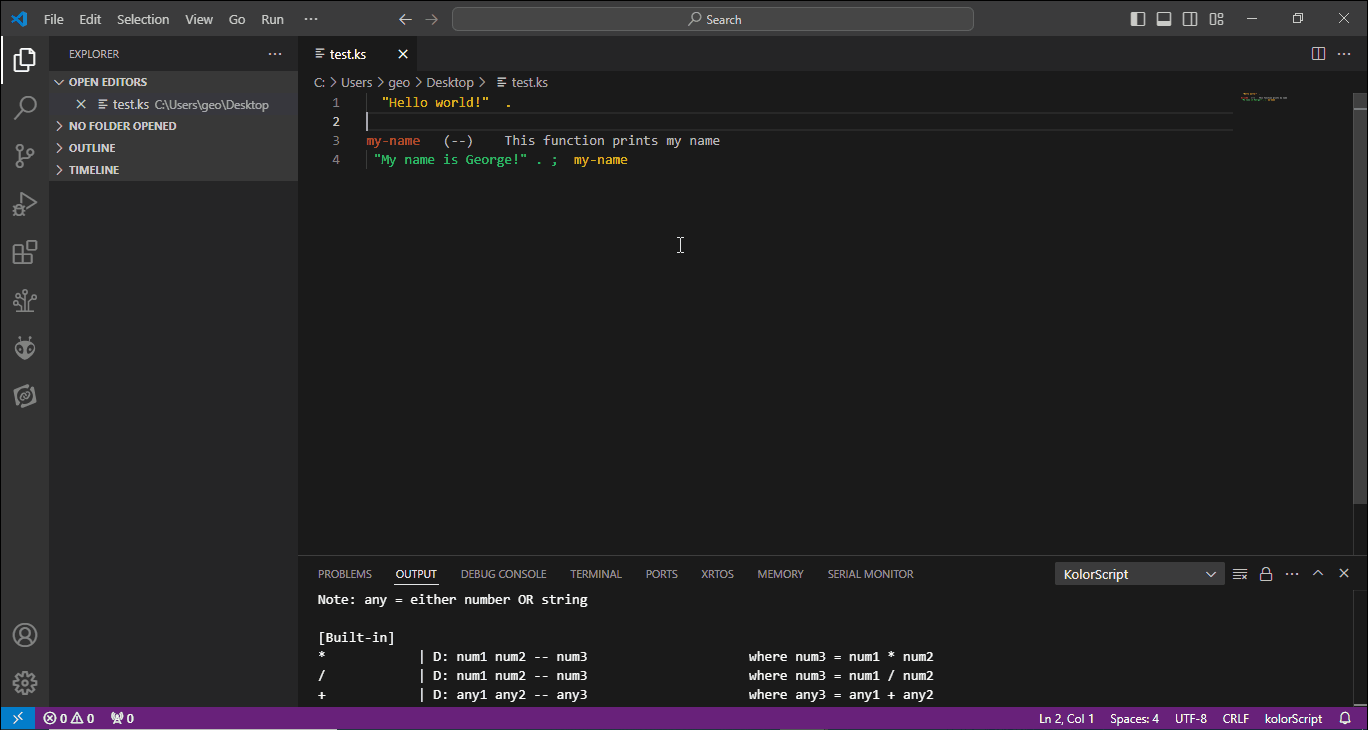 File Edit Selection View Go Run ··· Search
EXPLORER ···
OPEN EDITORS
test.ks C:\Users\geo\Desktop
NO FOLDER OPENED
OUTLINE
TIMELINE
test.ks
C: > Users > geo > Desktop > test.ks
1 "Hello world!" .
2
3 my-name (--) This function prints my name
4 "My name is George!" . ; my-name
PROBLEMS OUTPUT DEBUG CONSOLE TERMINAL PORTS XRTOS MEMORY SERIAL MONITOR KolorScript
Note: any = either number OR string
[Built-in]
* | D: num1 num2 -- num3 where num3 = num1 * num2
/ | D: num1 num2 -- num3 where num3 = num1 / num2
+ | D: any1 any2 -- any3 where any3 = any1 + any2
0 0 0 Ln 2, Col 1 Spaces: 4 UTF-8 CRLF kolorScript